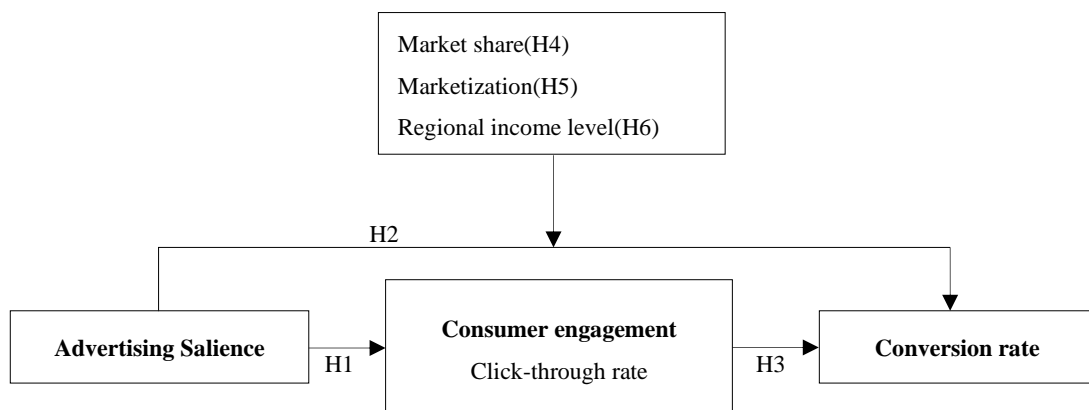 Market share(H4)
Marketization(H5)
Regional income level(H6)
H2
Advertising Salience
H1
Consumer engagement
Click-through rate
H3
Conversion rate